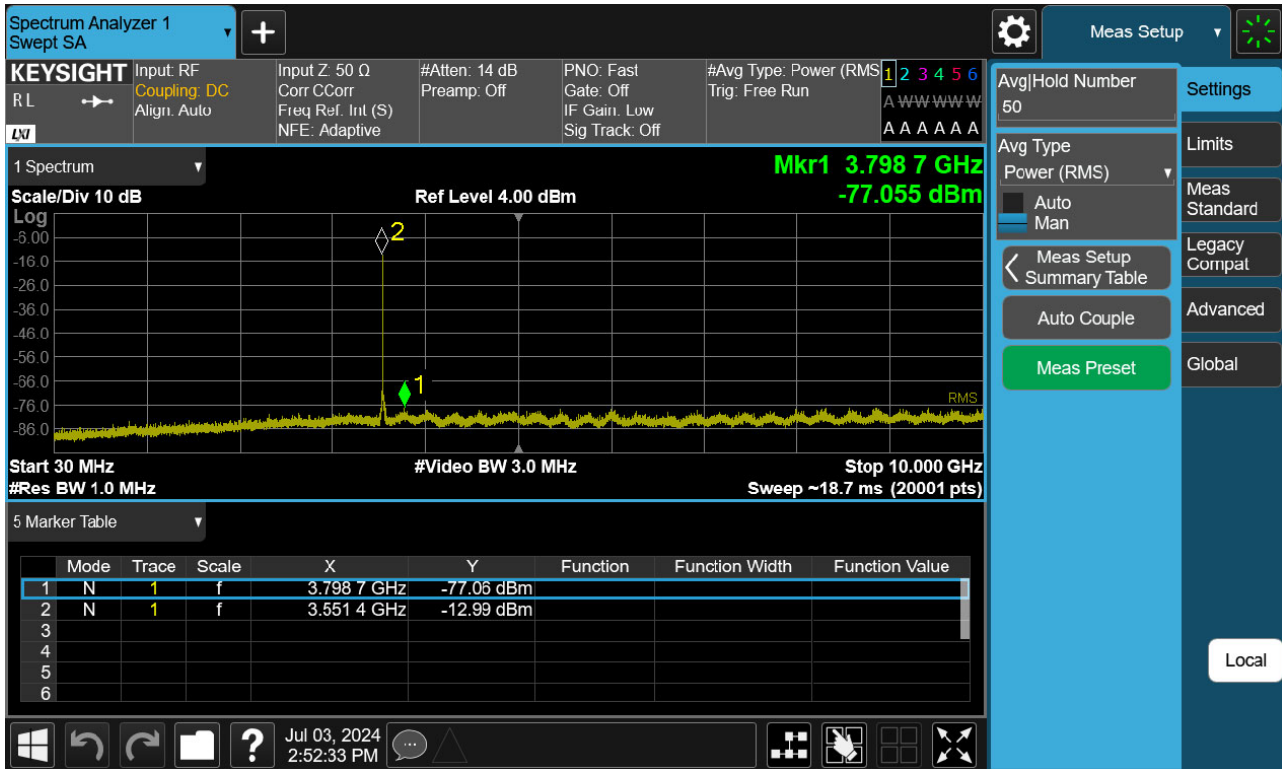 Spectrum Analyzer 1
Swept SA
+
Meas Setup
KEYSIGHT
R L
LXI
Input: RF
Coupling: DC
Align: Auto
Input Z: 50 Ω
Corr CCorr
Freq Ref: Int (S)
NFE: Adaptive
#Atten: 14 dB
Preamp: Off
PNO: Fast
Gate: Off
IF Gain: Low
Sig Track: Off
#Avg Type: Power (RMS
Trig: Free Run
1 2 3 4 5 6
A W W W W W
A A A A A A
1 Spectrum
Scale/Div 10 dB
Ref Level 4.00 dBm
Mkr1 3.798 7 GHz
-77.055 dBm
Log
-6.00
-16.0
-26.0
-36.0
-46.0
-56.0
-66.0
-76.0
-86.0
2
1
RMS
Start 30 MHz
#Video BW 3.0 MHz
Stop 10.000 GHz
#Res BW 1.0 MHz
Sweep ~18.7 ms (20001 pts)
5 Marker Table
Mode Trace Scale X Y Function Function Width Function Value
1 N 1 f 3.798 7 GHz -77.06 dBm
2 N 1 f 3.551 4 GHz -12.99 dBm
3
4
5
6
Avg|Hold Number
50
Avg Type
Power (RMS)
Auto
Man
Meas Setup
Summary Table
Auto Couple
Meas Preset
Settings
Limits
Meas
Standard
Legacy
Compat
Advanced
Global
Local
?
Jul 03, 2024
2:52:33 PM